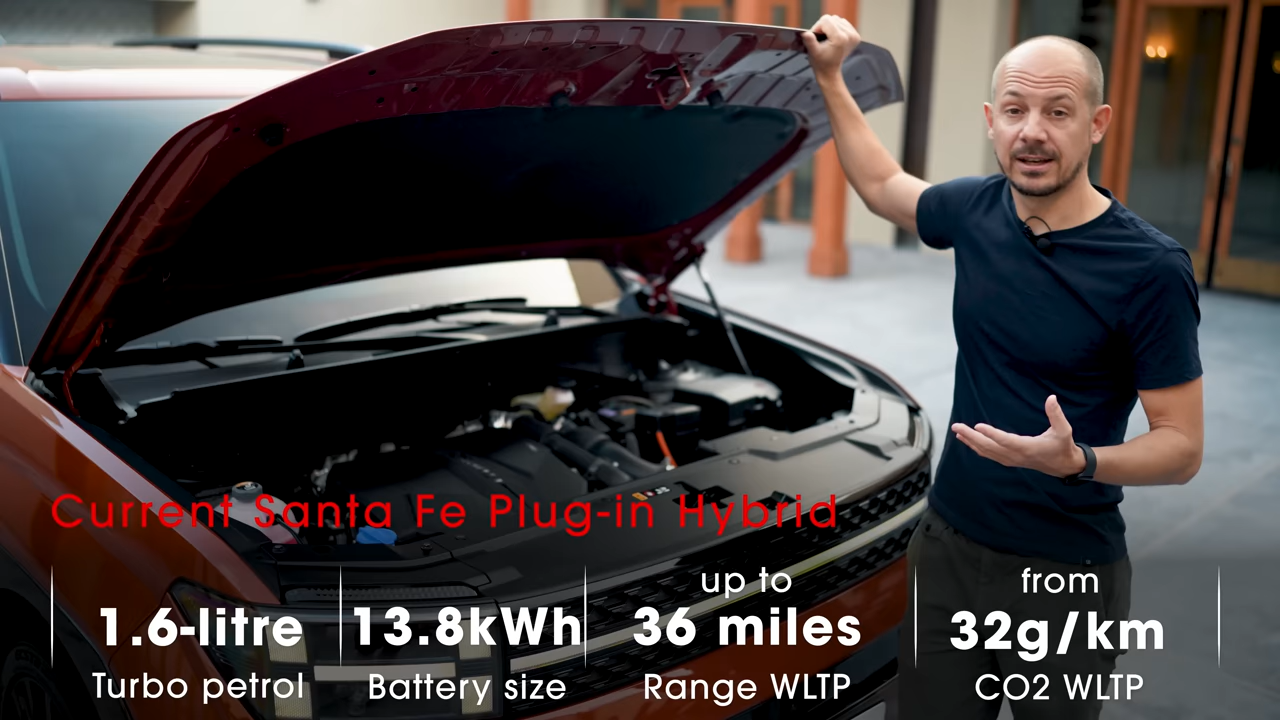 Current Santa Fe Plug-in Hybrid
1.6-litre
Turbo petrol
13.8kWh
Battery size
up to
36 miles
Range WLTP
from
32g/km
CO2 WLTP